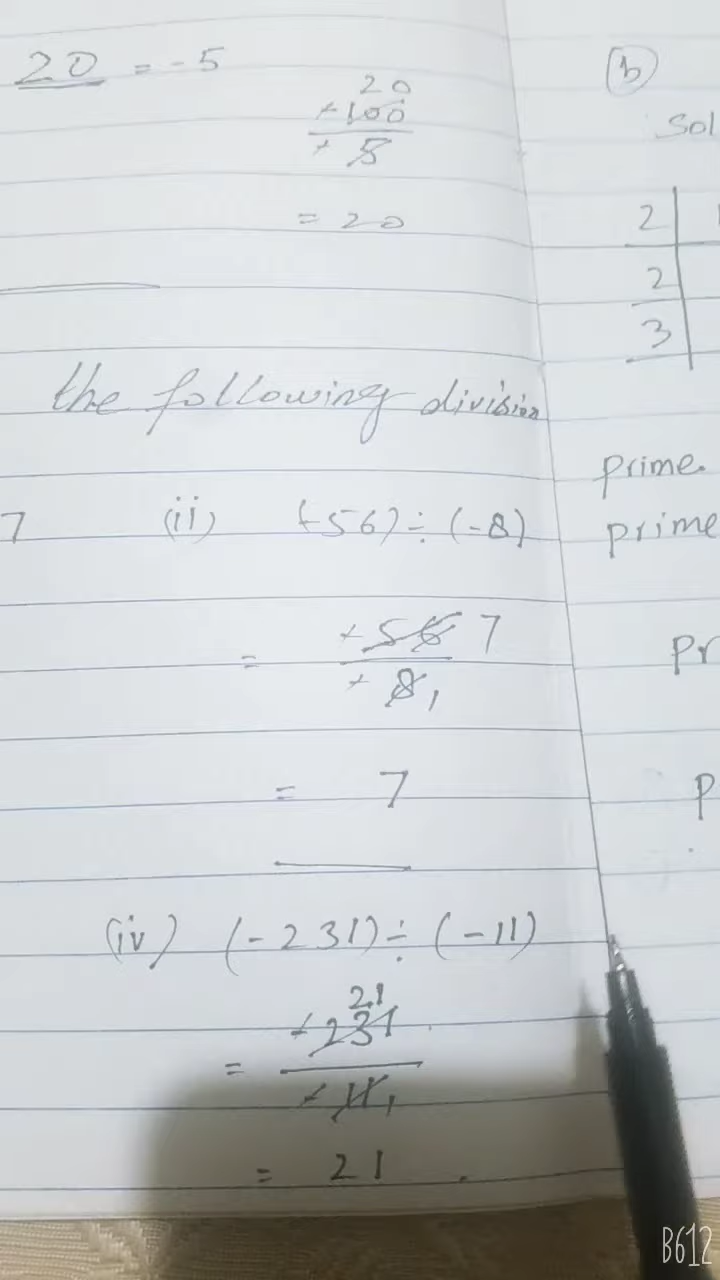 20 = -5
20
-100
- 5
= 20
the following division
7 (ii) (-56) ÷ (-8)
= -56 7
- 8 1
= 7
(iv) (-231) ÷ (-11)
21
= -231
- 11 1
= 21
(b)
Sol
2
2
3
prime
prime
pr
p
B612